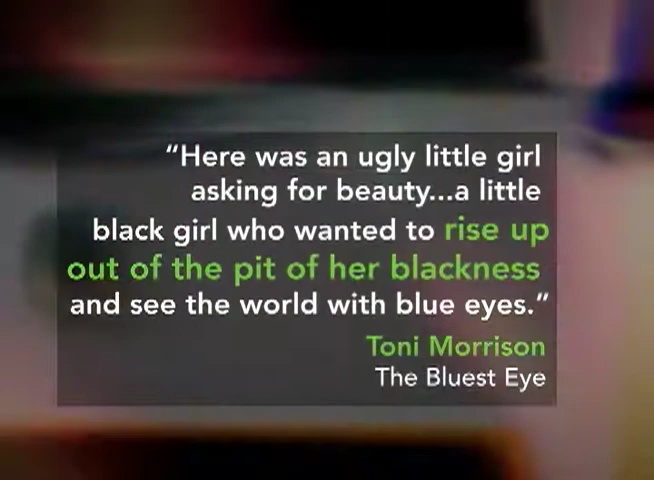 “Here was an ugly little girl
asking for beauty...a little
black girl who wanted to rise up
out of the pit of her blackness
and see the world with blue eyes.”
Toni Morrison
The Bluest Eye